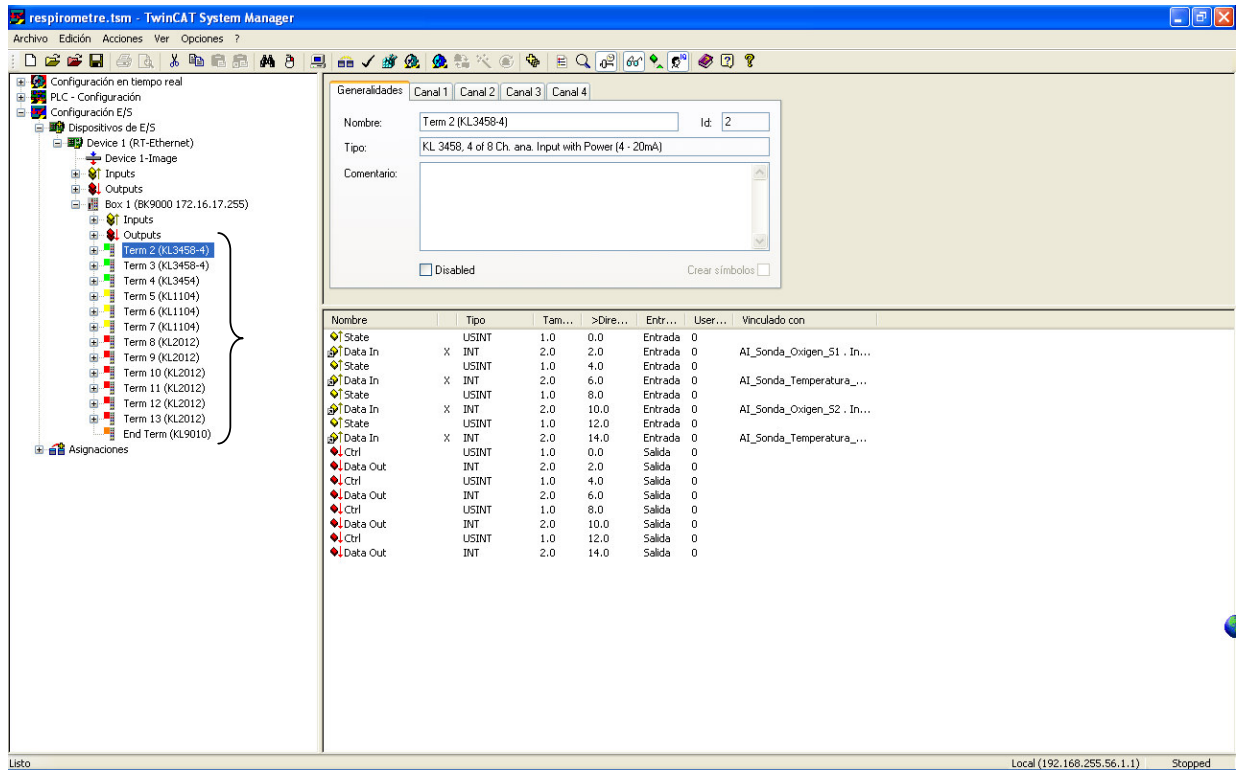 respirometre.tsm - TwinCAT System Manager
Archivo Edición Acciones Ver Opciones ?
Configuración en tiempo real
PLC - Configuración
Configuración E/S
Dispositivos de E/S
Device 1 (RT-Ethernet)
Device 1-Image
Inputs
Outputs
Box 1 (BK9000 172.16.17.255)
Inputs
Outputs
Term 2 (KL3458-4)
Term 3 (KL3458-4)
Term 4 (KL3454)
Term 5 (KL1104)
Term 6 (KL1104)
Term 7 (KL1104)
Term 8 (KL2012)
Term 9 (KL2012)
Term 10 (KL2012)
Term 11 (KL2012)
Term 12 (KL2012)
Term 13 (KL2012)
End Term (KL9010)
Asignaciones
Generalidades Canal 1 Canal 2 Canal 3 Canal 4
Nombre: Term 2 (KL3458-4) Id: 2
Tipo: KL 3458, 4 of 8 Ch. ana. Input with Power (4 - 20mA)
Comentario:
Disabled Crear símbolos
Nombre Tipo Tam... >Dire... Entr... User... Vinculado con
State USINT 1.0 0.0 Entrada 0
Data In X INT 2.0 2.0 Entrada 0 AI_Sonda_Oxigen_S1 . In...
State USINT 1.0 4.0 Entrada 0
Data In X INT 2.0 6.0 Entrada 0 AI_Sonda_Temperatura_...
State USINT 1.0 8.0 Entrada 0
Data In X INT 2.0 10.0 Entrada 0 AI_Sonda_Oxigen_S2 . In...
State USINT 1.0 12.0 Entrada 0
Data In X INT 2.0 14.0 Entrada 0 AI_Sonda_Temperatura_...
Ctrl USINT 1.0 0.0 Salida 0
Data Out INT 2.0 2.0 Salida 0
Ctrl USINT 1.0 4.0 Salida 0
Data Out INT 2.0 6.0 Salida 0
Ctrl USINT 1.0 8.0 Salida 0
Data Out INT 2.0 10.0 Salida 0
Ctrl USINT 1.0 12.0 Salida 0
Data Out INT 2.0 14.0 Salida 0
Listo Local (192.168.255.56.1.1) Stopped